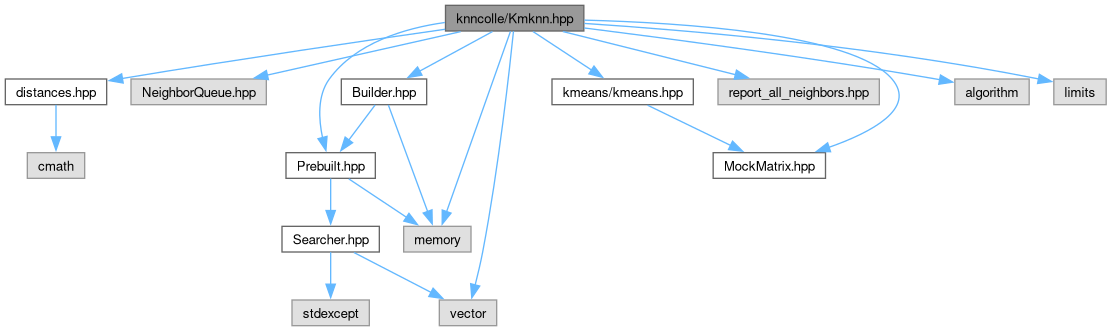 knncolle/Kmknn.hpp
distances.hpp
NeighborQueue.hpp
Builder.hpp
kmeans/kmeans.hpp
report_all_neighbors.hpp
algorithm
limits
cmath
Prebuilt.hpp
MockMatrix.hpp
Searcher.hpp
memory
stdexcept
vector